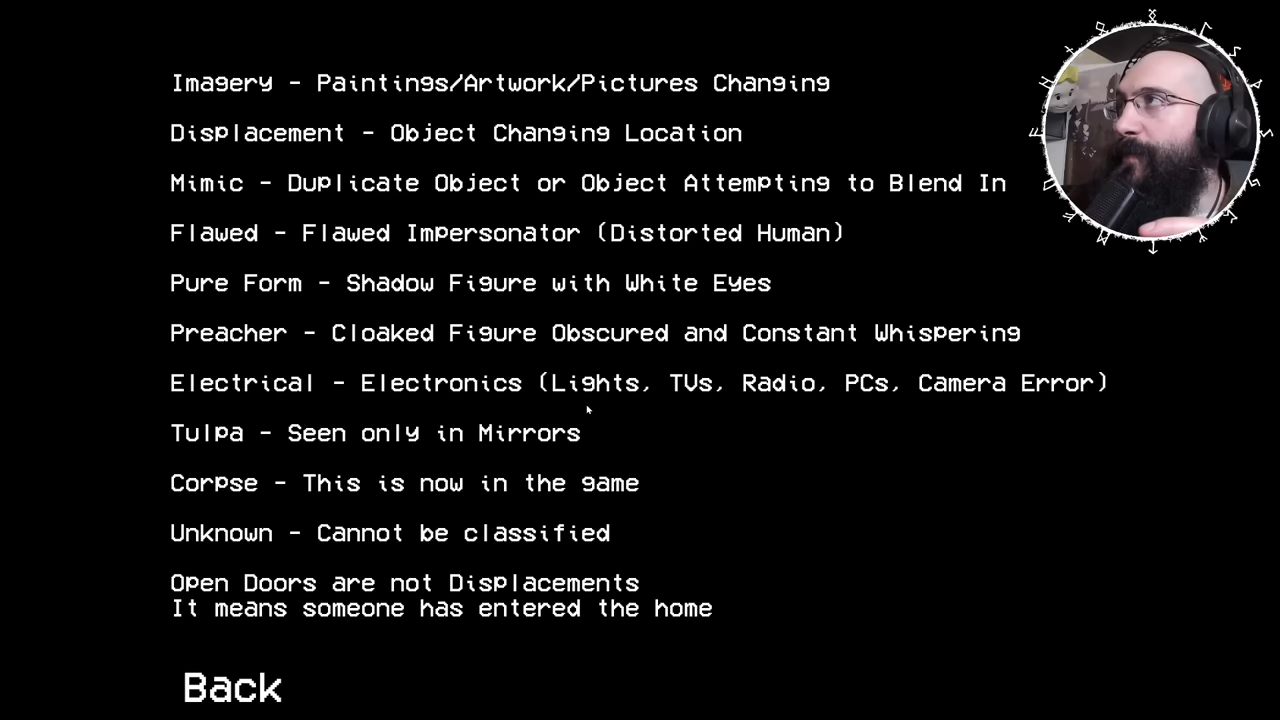 Imagery - Paintings/Artwork/Pictures Changing
Displacement - Object Changing Location
Mimic - Duplicate Object or Object Attempting to Blend In
Flawed - Flawed Impersonator (Distorted Human)
Pure Form - Shadow Figure with White Eyes
Preacher - Cloaked Figure Obscured and Constant Whispering
Electrical - Electronics (Lights, TVs, Radio, PCs, Camera Error)
Tulpa - Seen only in Mirrors
Corpse - This is now in the game
Unknown - Cannot be classified
Open Doors are not Displacements
It means someone has entered the home
Back